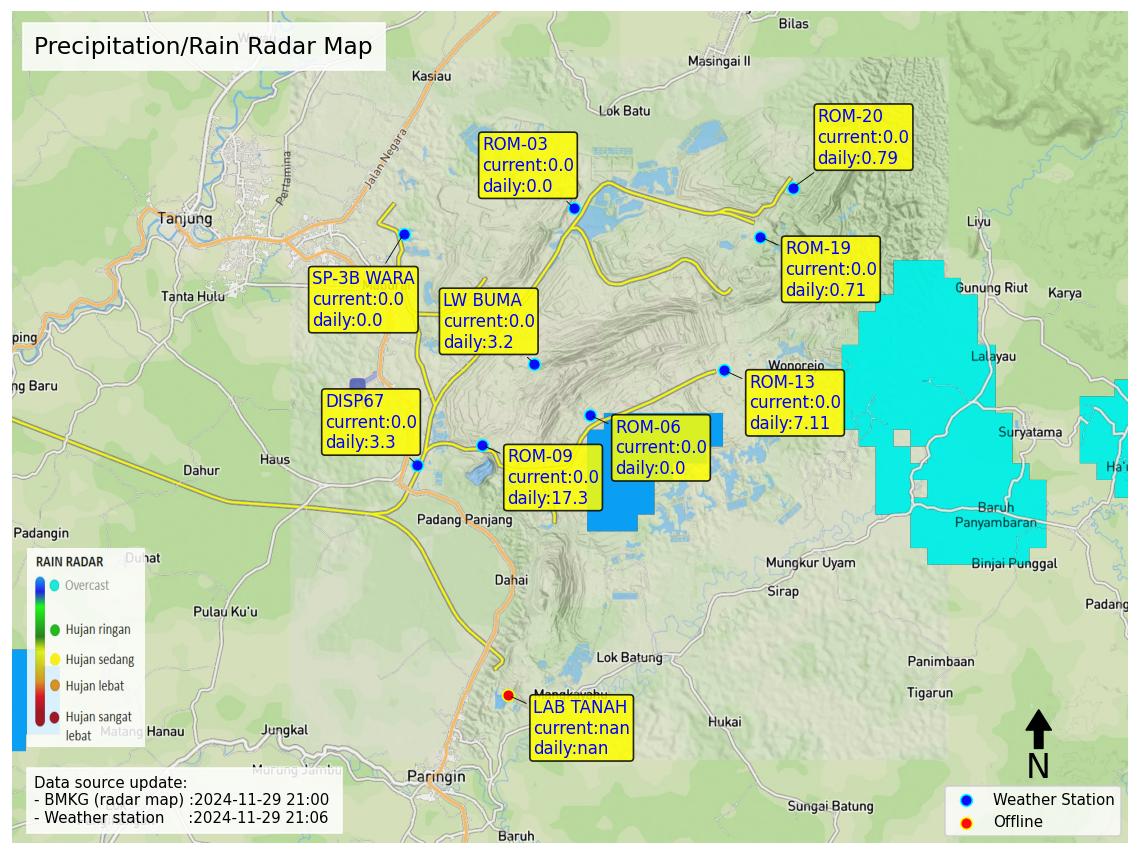 Precipitation/Rain Radar Map
Bilas
Masingai II
Kasiau
Lok Batu
Jalan Negara
Pertamina
Tanjung
ROM-20
current:0.0
daily:0.79
ROM-03
current:0.0
daily:0.0
Liyu
ROM-19
current:0.0
daily:0.71
SP-3B WARA
current:0.0
daily:0.0
Tanta Hulu
LW BUMA
current:0.0
daily:3.2
Gunung Riut
Karya
ping
Lalayau
Wonorejo
ng Baru
ROM-13
current:0.0
daily:7.11
DISP67
current:0.0
daily:3.3
ROM-06
current:0.0
daily:0.0
Suryatama
Haus
Dahur
ROM-09
current:0.0
daily:17.3
Baruh
Panyambaran
Padang Panjang
Padangin
Duhat
Binjai Punggal
Mungkur Uyam
Dahai
Sirap
Pulau Ku'u
Padang
RAIN RADAR
Overcast
Hujan ringan
Hujan sedang
Hujan lebat
Hujan sangat
lebat
Lok Batung
Panimbaan
Tigarun
LAB TANAH
current:nan
daily:nan
Hukai
Matang Hanau
Jungkal
Paringin
Sungai Batung
Baruh
Data source update:
- BMKG (radar map) :2024-11-29 21:00
- Weather station :2024-11-29 21:06
N
Weather Station
Offline